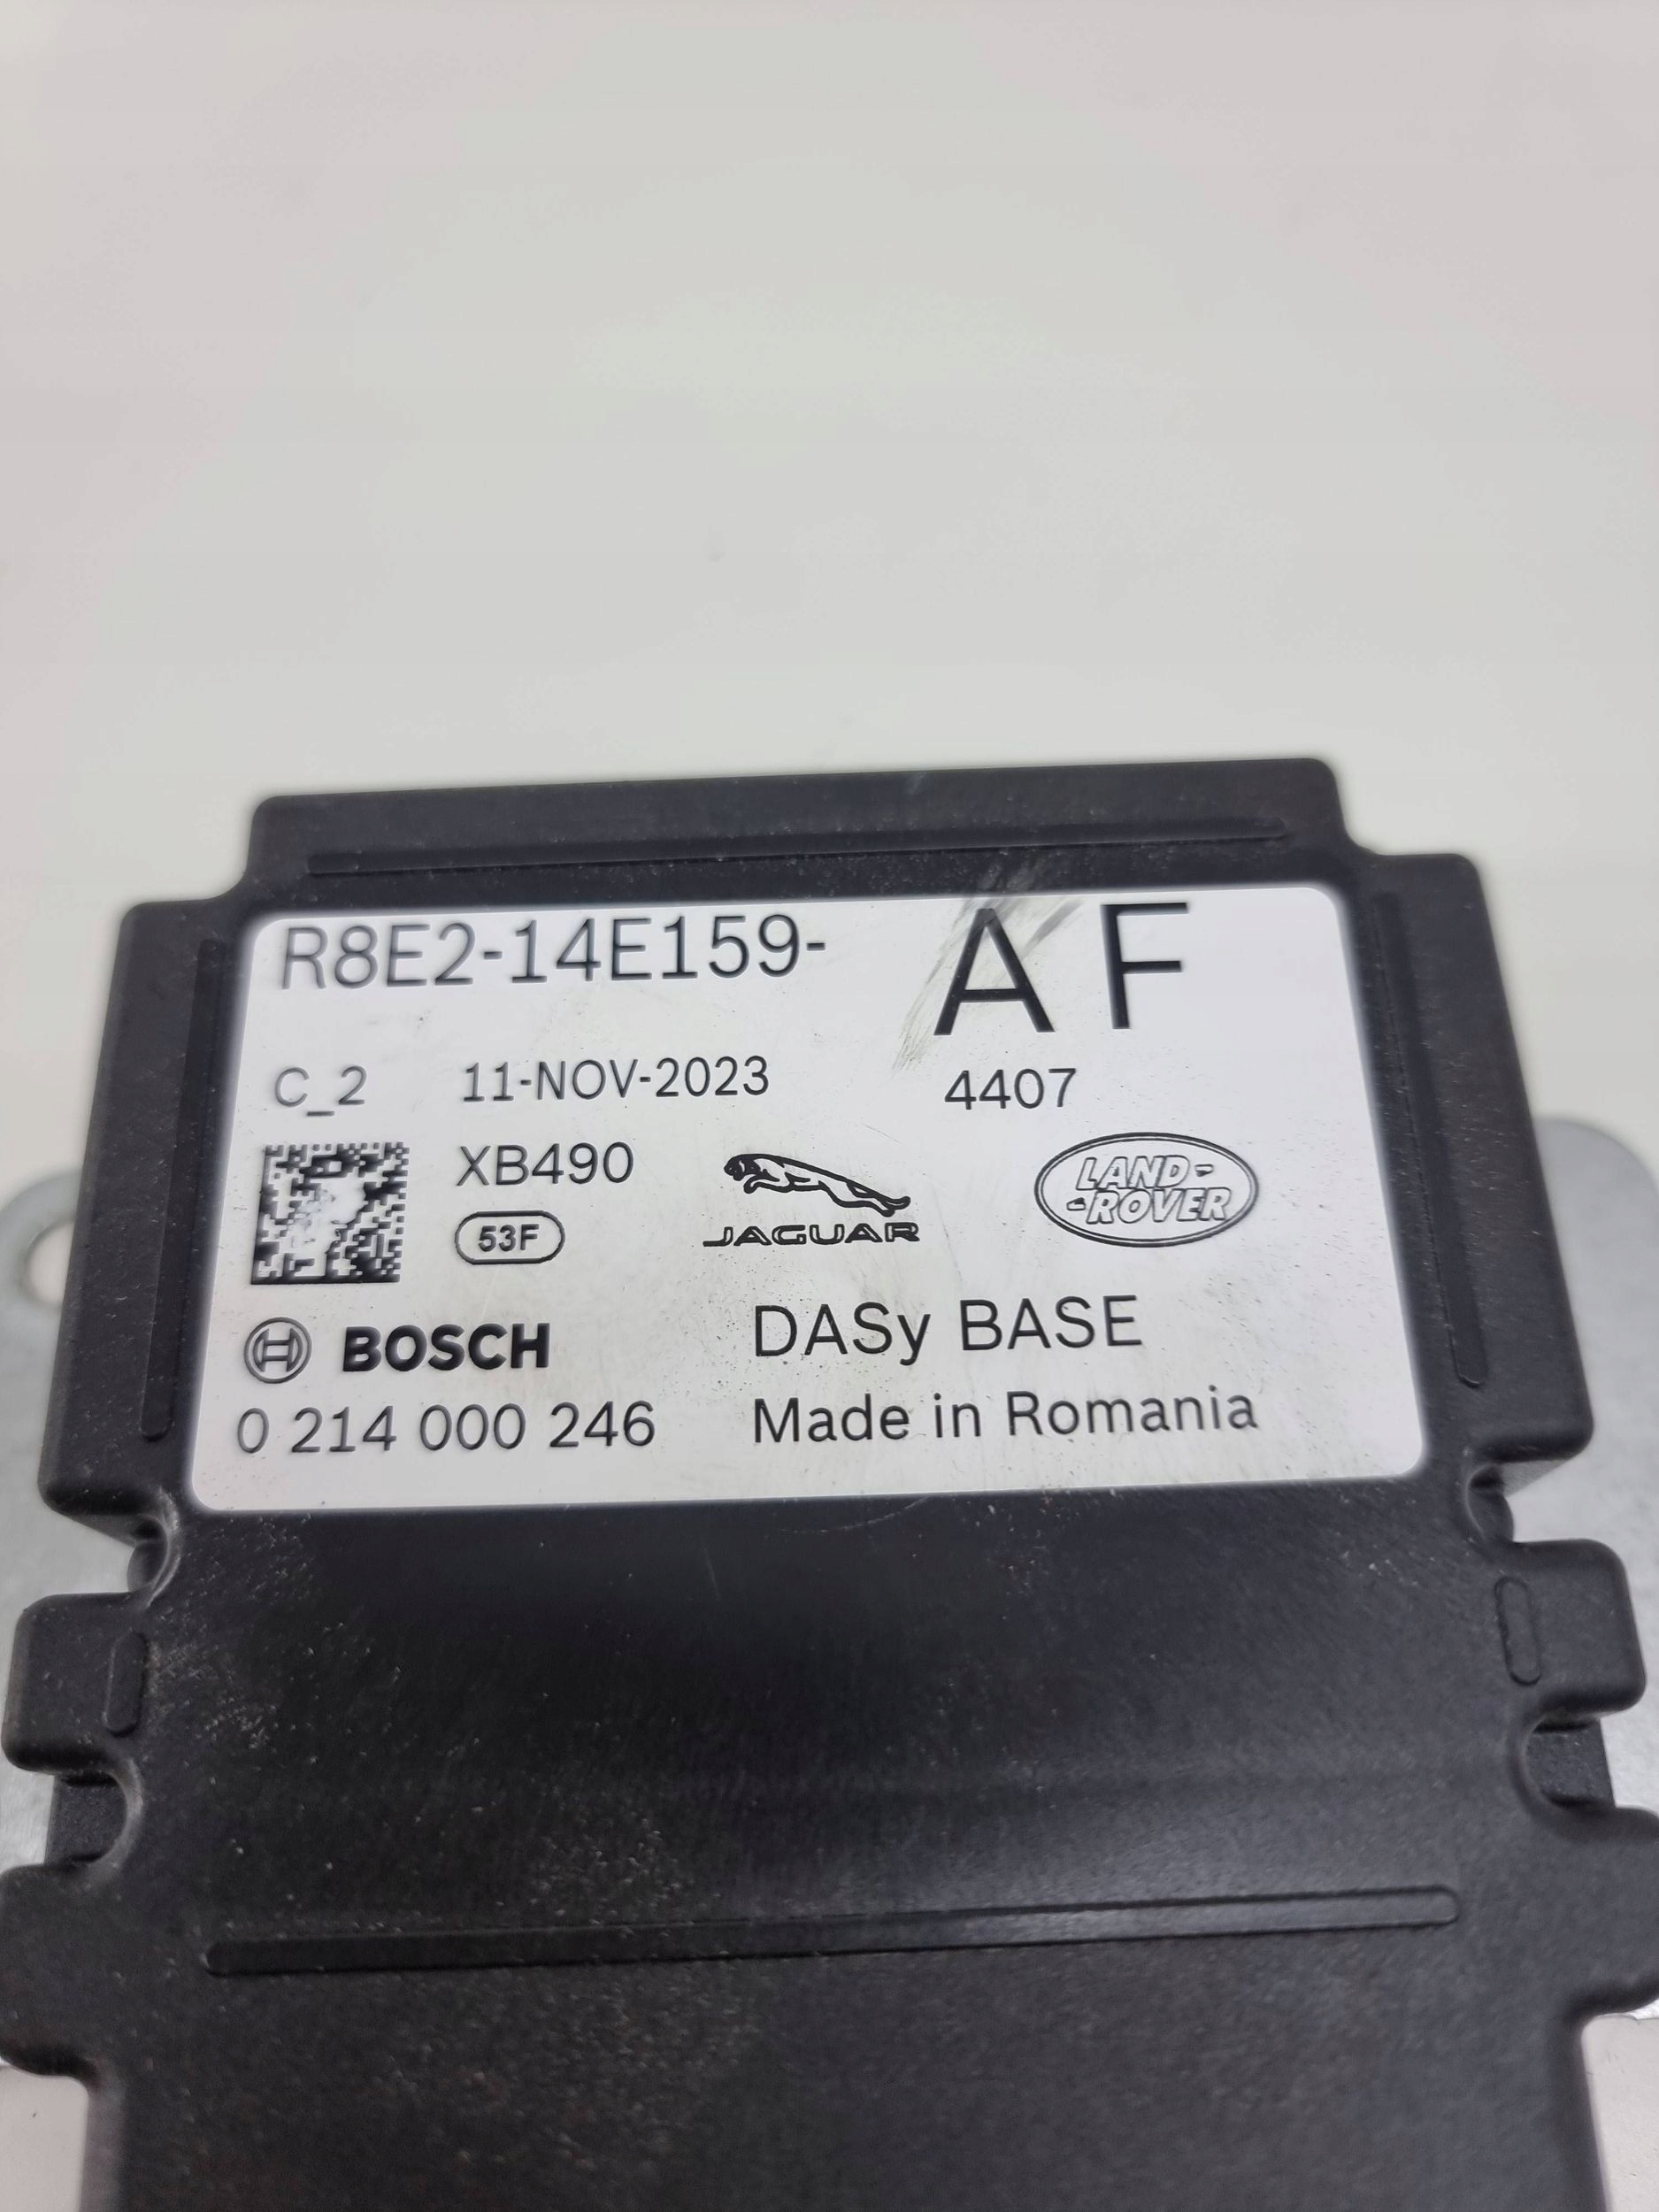 R8E2-14E159- AF
C_2 11-NOV-2023 4407
XB490
53F
JAGUAR
LAND-
-ROVER
BOSCH
DASy BASE
0 214 000 246
Made in Romania